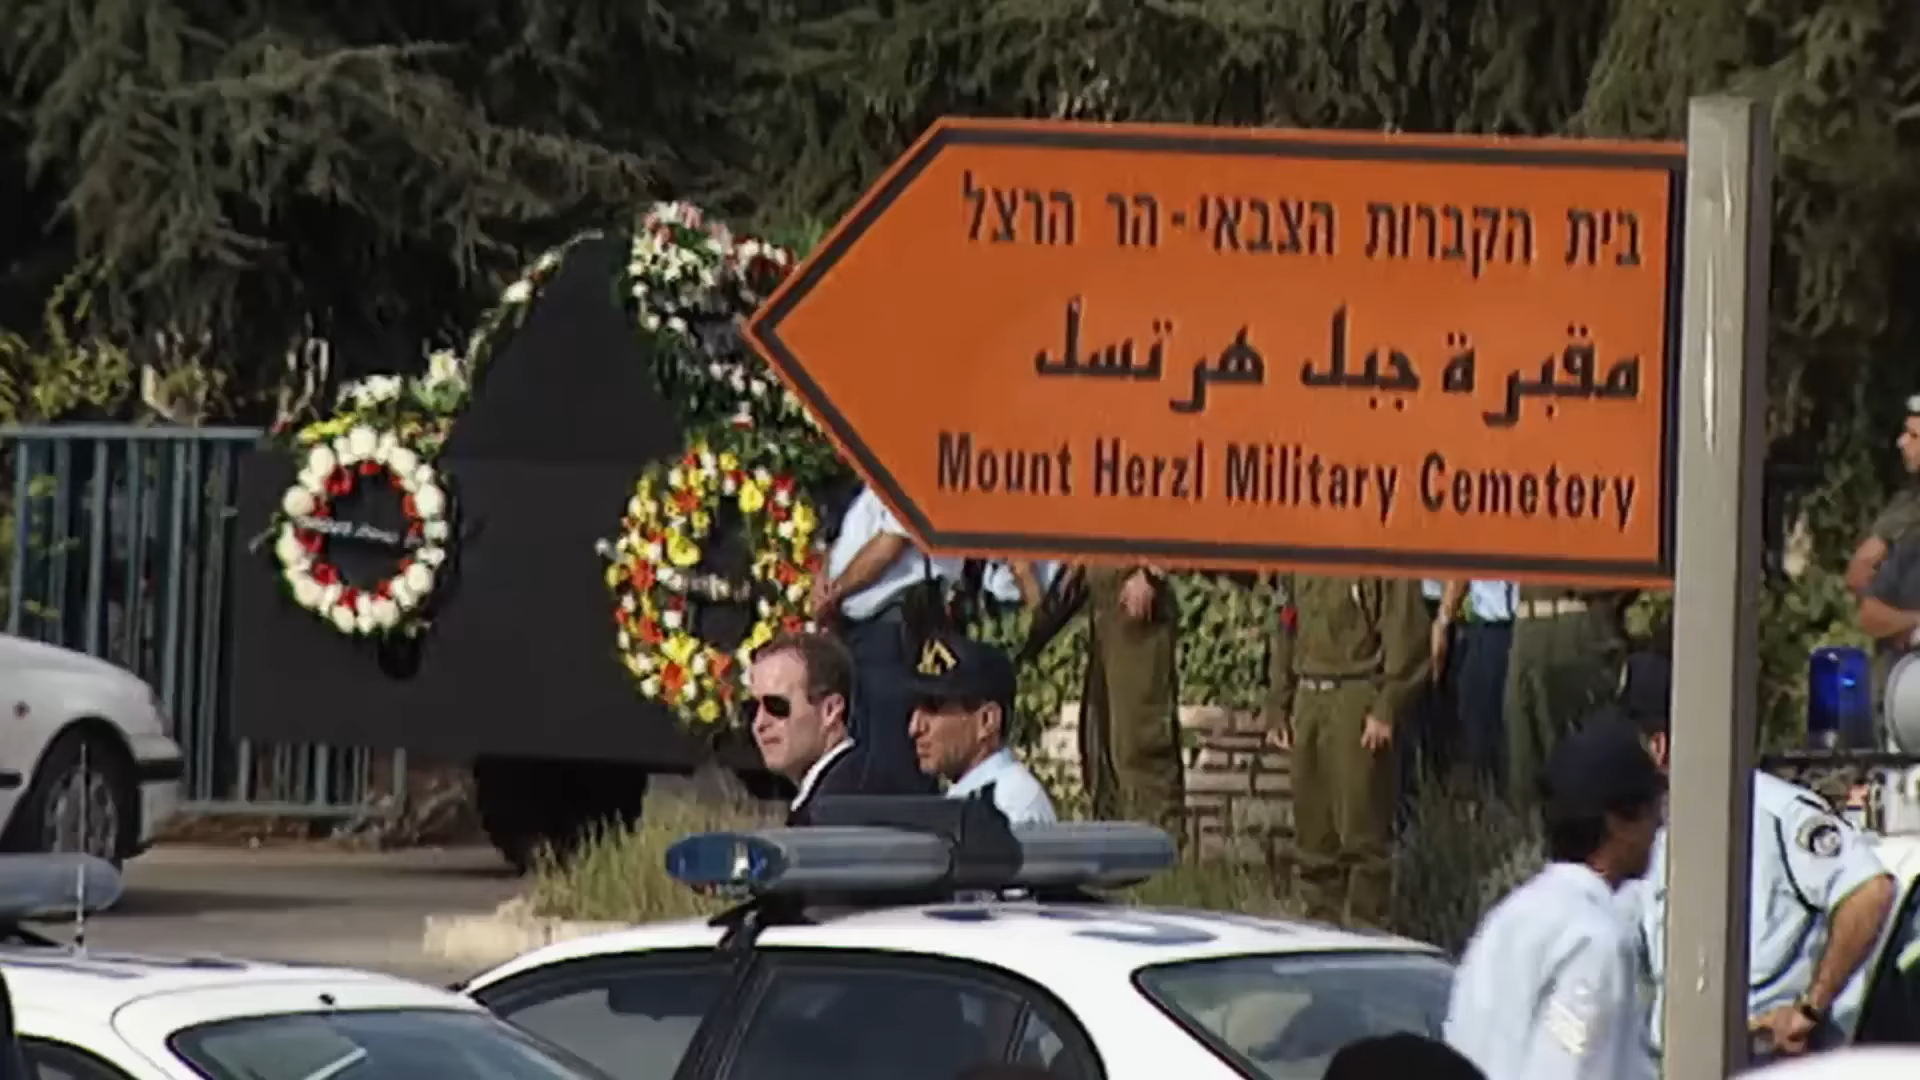 בית הקברות הצבאי-הר הרצל
مقبرة جبل هرتسل
Mount Herzl Military Cemetery